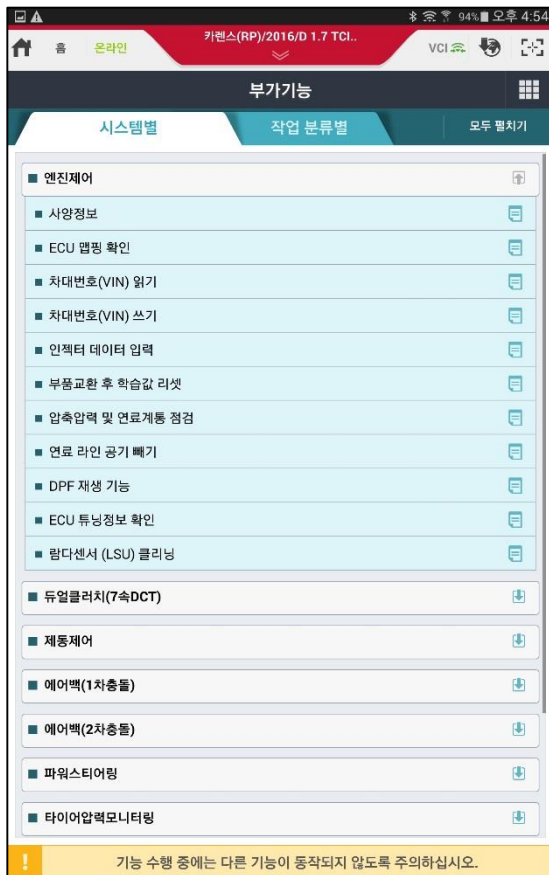 94% 오후 4:54
홈 온라인 카렌스(RP)/2016/D 1.7 TCI.. VCI
부가기능
시스템별 작업 분류별 모두 펼치기
엔진제어
사양정보
ECU 맵핑 확인
차대번호(VIN) 읽기
차대번호(VIN) 쓰기
인젝터 데이터 입력
부품교환 후 학습값 리셋
압축압력 및 연료계통 점검
연료 라인 공기 빼기
DPF 재생 기능
ECU 튜닝정보 확인
람다센서 (LSU) 클리닝
듀얼클러치(7속DCT)
제동제어
에어백(1차충돌)
에어백(2차충돌)
파워스티어링
타이어압력모니터링
기능 수행 중에는 다른 기능이 동작되지 않도록 주의하십시오.